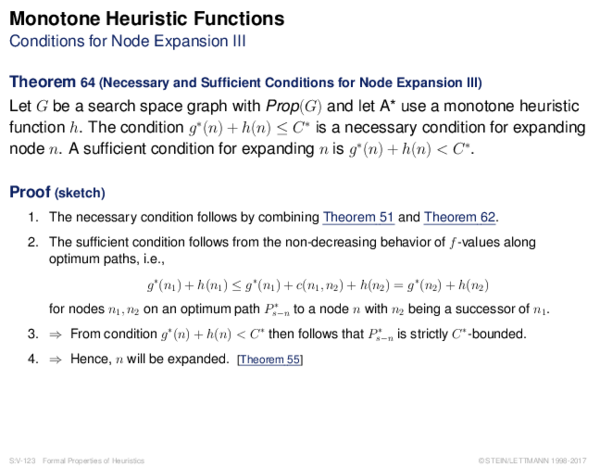 Monotone Heuristic Functions
Conditions for Node Expansion III
Theorem 64 (Necessary and Sufficient Conditions for Node Expansion III)
Let G be a search space graph with Prop(G) and let A* use a monotone heuristic
function h. The condition g*(n) + h(n) ≤ C* is a necessary condition for expanding
node n. A sufficient condition for expanding n is g*(n) + h(n) < C*.
Proof (sketch)
1. The necessary condition follows by combining Theorem 51 and Theorem 62.
2. The sufficient condition follows from the non-decreasing behavior of f-values along
optimum paths, i.e.,
g*(n₁) + h(n₁) ≤ g*(n₁) + c(n₁, n₂) + h(n₂) = g*(n₂) + h(n₂)
for nodes n₁, n₂ on an optimum path P*ₛ₋ₙ to a node n with n₂ being a successor of n₁.
3. ⇒ From condition g*(n) + h(n) < C* then follows that P*ₛ₋ₙ is strictly C*-bounded.
4. ⇒ Hence, n will be expanded. [Theorem 55]
S:V-123 Formal Properties of Heuristics ©STEIN/LETTMANN 1998-2017